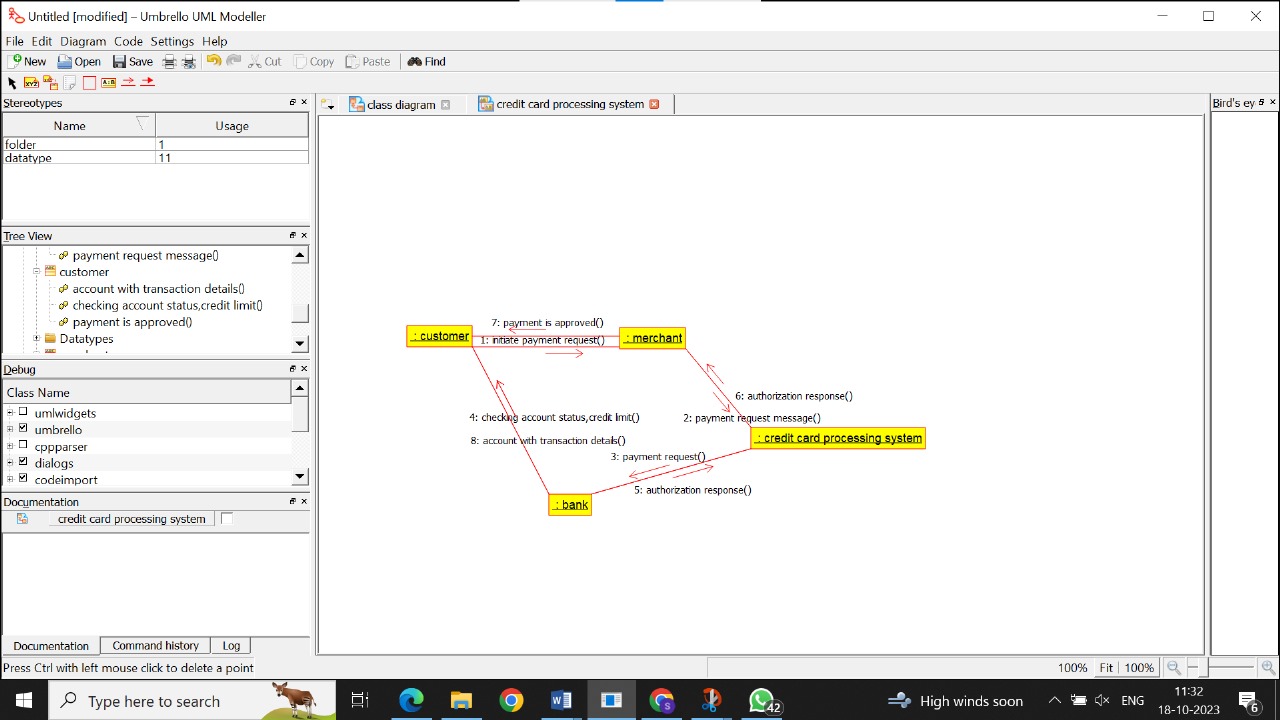 Untitled [modified] – Umbrello UML Modeller
File Edit Diagram Code Settings Help
New Open Save Cut Copy Paste Find
Stereotypes
Name Usage
folder 1
datatype 11
Tree View
payment request message()
customer
account with transaction details()
checking account status,credit limit()
payment is approved()
Datatypes
Debug
Class Name
umlwidgets
umbrello
cppparser
dialogs
codeimport
Documentation
credit card processing system
Documentation Command history Log
Press Ctrl with left mouse click to delete a point
class diagram credit card processing system
Bird's ey
7: payment is approved()
: customer
1: initiate payment request()
: merchant
6: authorization response()
4: checking account status,credit limit()
2: payment request message()
8: account with transaction details()
: credit card processing system
3: payment request()
5: authorization response()
: bank
100% Fit 100%
Type here to search
42
High winds soon
ENG
11:32
18-10-2023
6